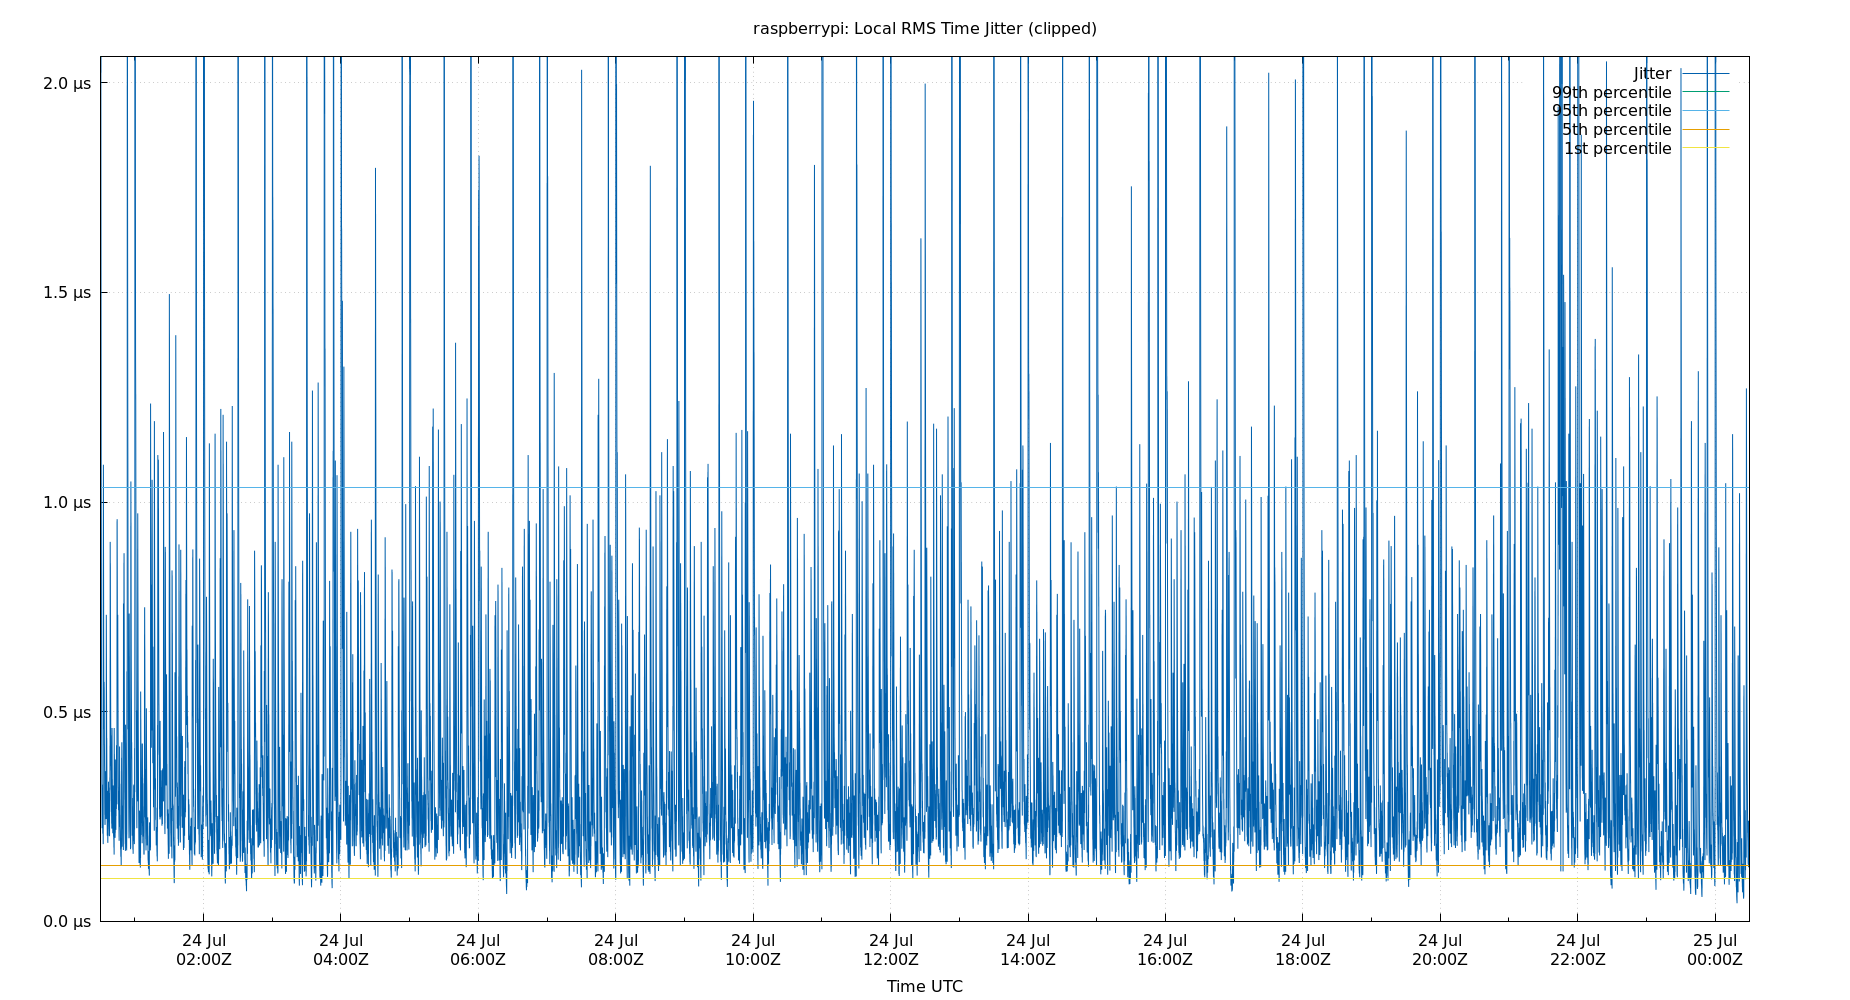 raspberrypi: Local RMS Time Jitter (clipped)
Jitter
99th percentile
95th percentile
5th percentile
1st percentile
2.0 µs
1.5 µs
1.0 µs
0.5 µs
0.0 µs
24 Jul 24 Jul 24 Jul 24 Jul 24 Jul 24 Jul 24 Jul 24 Jul 24 Jul 24 Jul 24 Jul 25 Jul
02:00Z 04:00Z 06:00Z 08:00Z 10:00Z 12:00Z 14:00Z 16:00Z 18:00Z 20:00Z 22:00Z 00:00Z
Time UTC